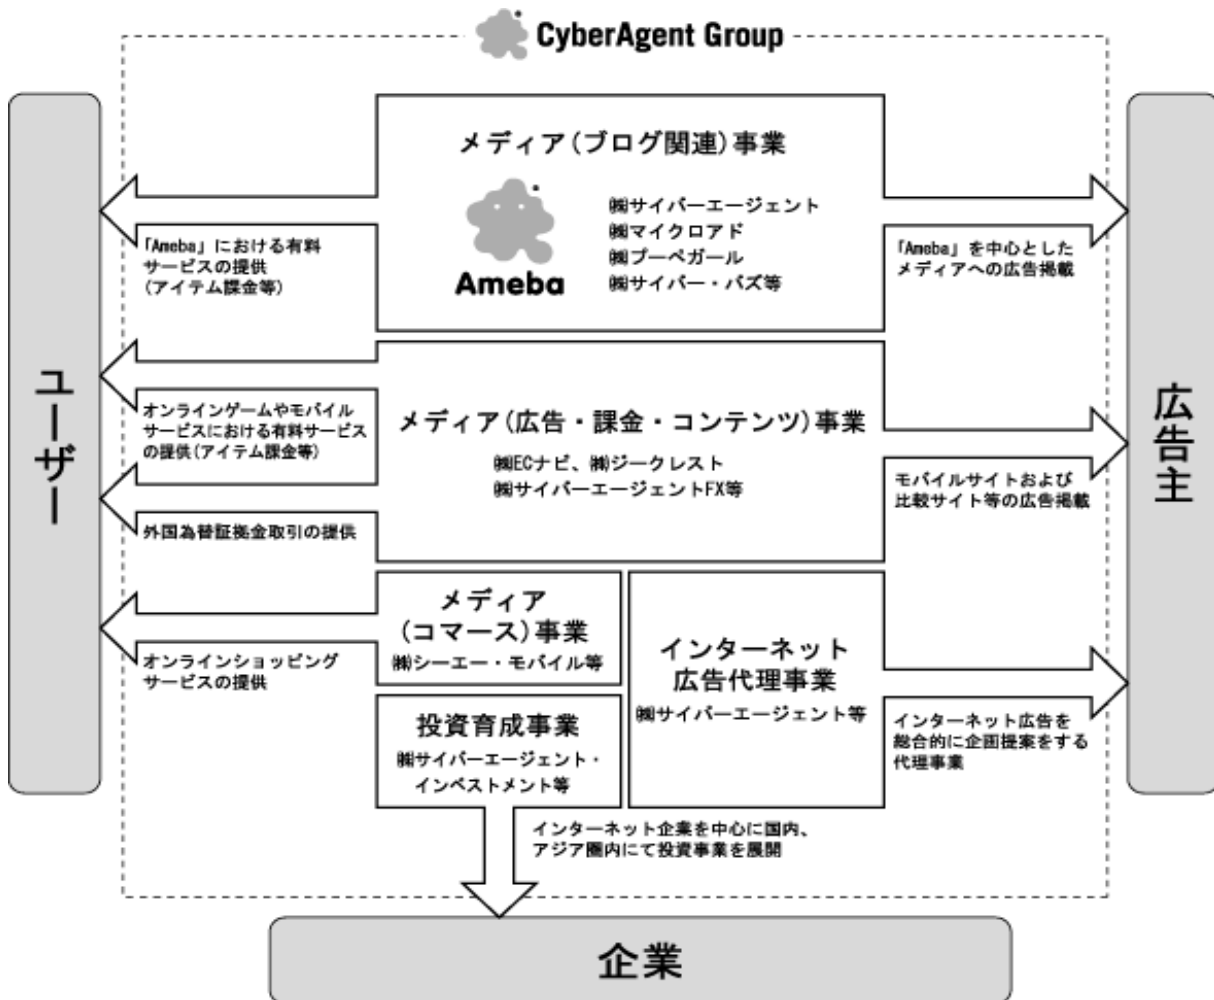 CyberAgent Group
メディア(ブログ関連)事業
Ameba
㈱サイバーエージェント
㈱マイクロアド
㈱プーペガール
㈱サイバー・バズ等
「Ameba」における有料
サービスの提供
(アイテム課金等)
「Ameba」を中心とした
メディアへの広告掲載
ユーザー
広告主
メディア(広告・課金・コンテンツ)事業
㈱ECナビ、㈱ジークレスト
㈱サイバーエージェントFX等
オンラインゲームやモバイル
サービスにおける有料サービス
の提供(アイテム課金等)
外国為替証拠金取引の提供
モバイルサイトおよび
比較サイト等の広告掲載
メディア
(コマース)事業
㈱シーエー・モバイル等
オンラインショッピング
サービスの提供
インターネット
広告代理事業
㈱サイバーエージェント等
インターネット広告を
総合的に企画提案をする
代理事業
投資育成事業
㈱サイバーエージェント・
インベストメント等
インターネット企業を中心に国内、
アジア圏内にて投資事業を展開
企業